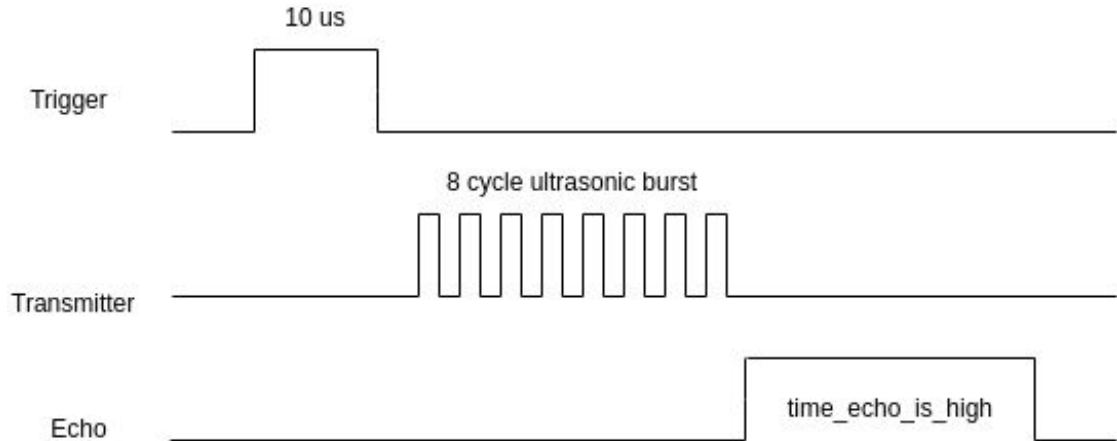 10 us
Trigger
8 cycle ultrasonic burst
Transmitter
time_echo_is_high
Echo